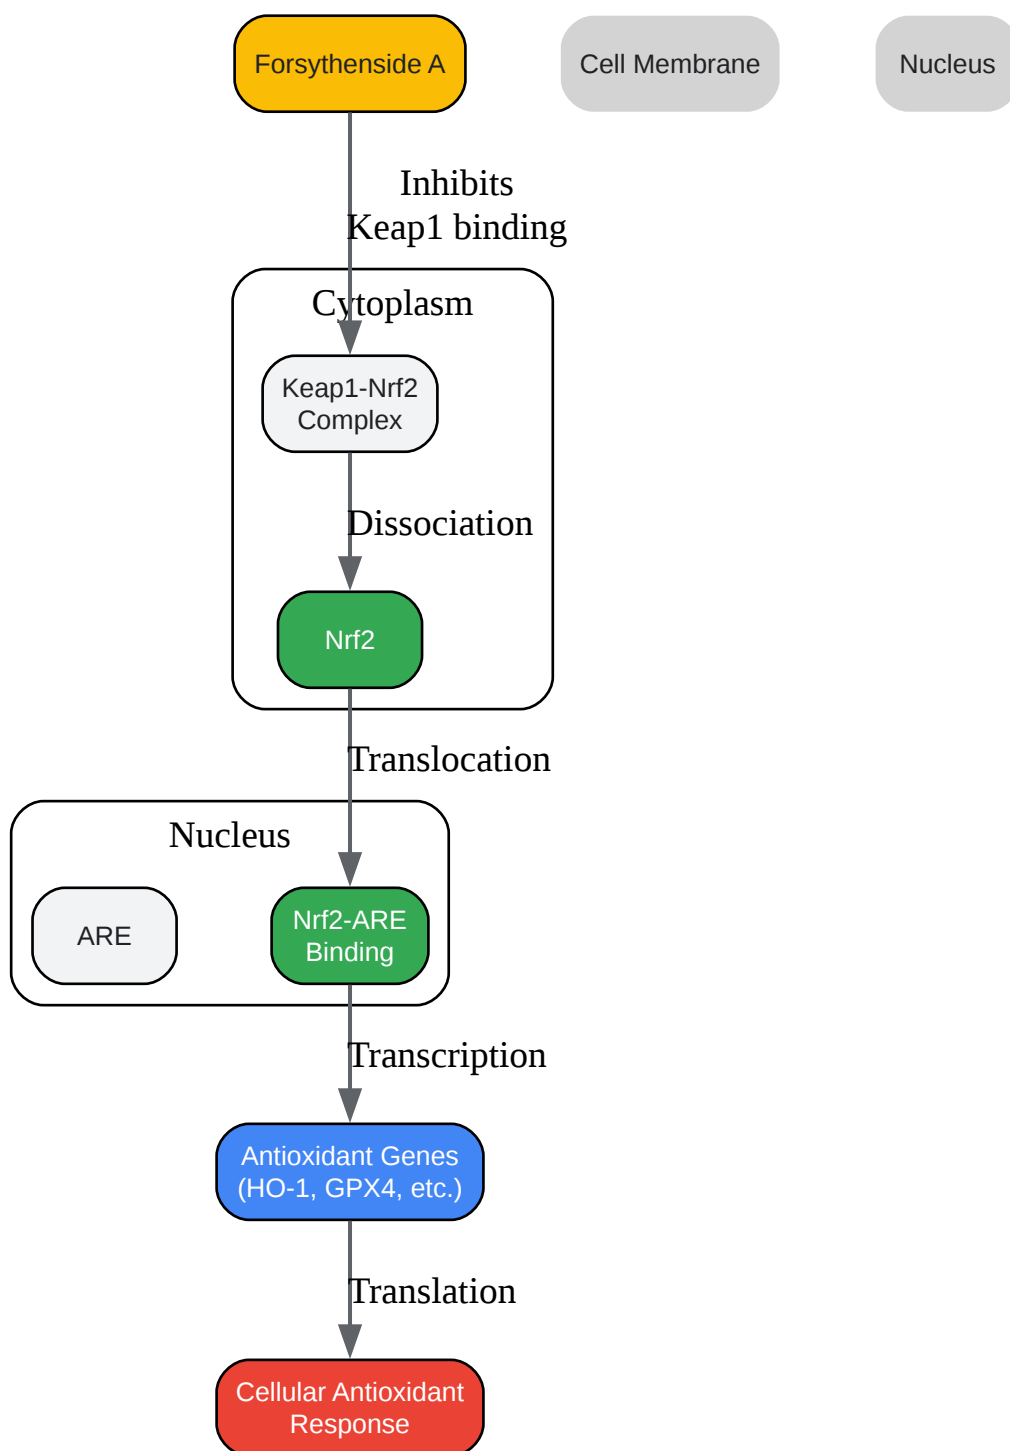 Forsythenside A
Cell Membrane
Nucleus
Inhibits
Keap1 binding
Cytoplasm
Keap1-Nrf2
Complex
Dissociation
Nrf2
Translocation
Nucleus
ARE
Nrf2-ARE
Binding
Transcription
Antioxidant Genes
(HO-1, GPX4, etc.)
Translation
Cellular Antioxidant
Response